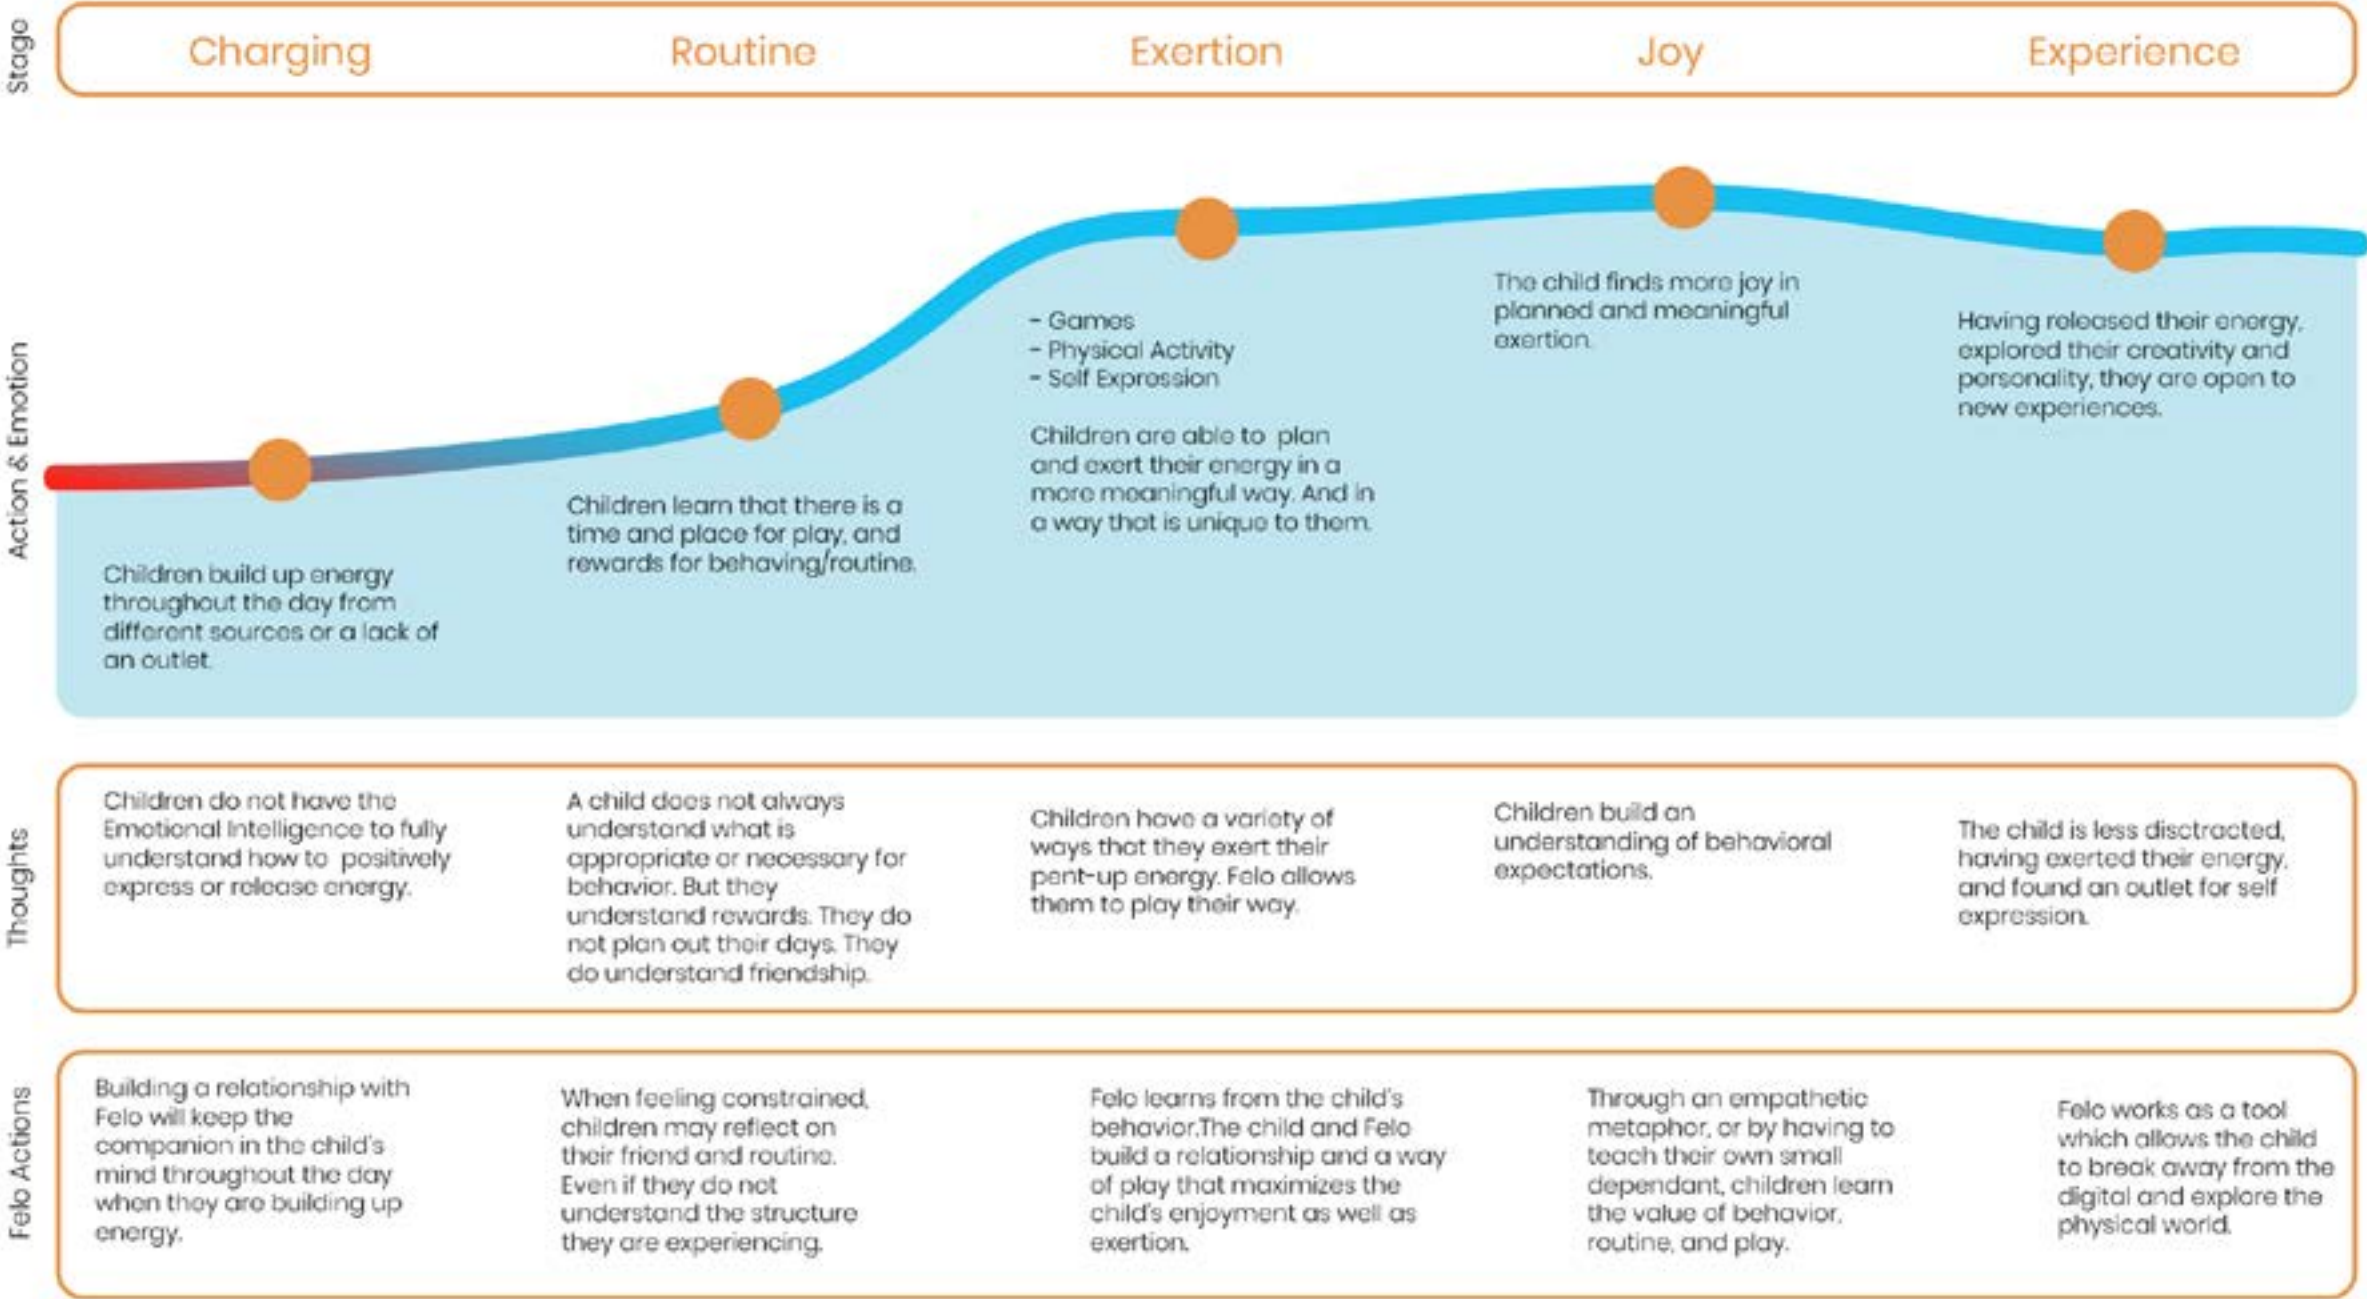 Stage
Charging
Routine
Exertion
Joy
Experience
Action & Emotion
Children build up energy
throughout the day from
different sources or a lack of
an outlet.
Children learn that there is a
time and place for play, and
rewards for behaving/routine.
- Games
- Physical Activity
- Self Expression
Children are able to plan
and exert their energy in a
more meaningful way. And in
a way that is unique to them.
The child finds more joy in
planned and meaningful
exertion.
Having released their energy,
explored their creativity and
personality, they are open to
new experiences.
Thoughts
Children do not have the
Emotional Intelligence to fully
understand how to positively
express or release energy.
A child does not always
understand what is
appropriate or necessary for
behavior. But they
understand rewards. They do
not plan out their days. They
do understand friendship.
Children have a variety of
ways that they exert their
pent-up energy. Felo allows
them to play their way.
Children build an
understanding of behavioral
expectations.
The child is less disctracted,
having exerted their energy,
and found an outlet for self
expression.
Felo Actions
Building a relationship with
Felo will keep the
companion in the child's
mind throughout the day
when they are building up
energy.
When feeling constrained,
children may reflect on
their friend and routine.
Even if they do not
understand the structure
they are experiencing.
Felo learns from the child's
behavior.The child and Felo
build a relationship and a way
of play that maximizes the
child's enjoyment as well as
exertion.
Through an empathetic
metaphor, or by having to
teach their own small
dependant, children learn
the value of behavior,
routine, and play.
Felo works as a tool
which allows the child
to break away from the
digital and explore the
physical world.